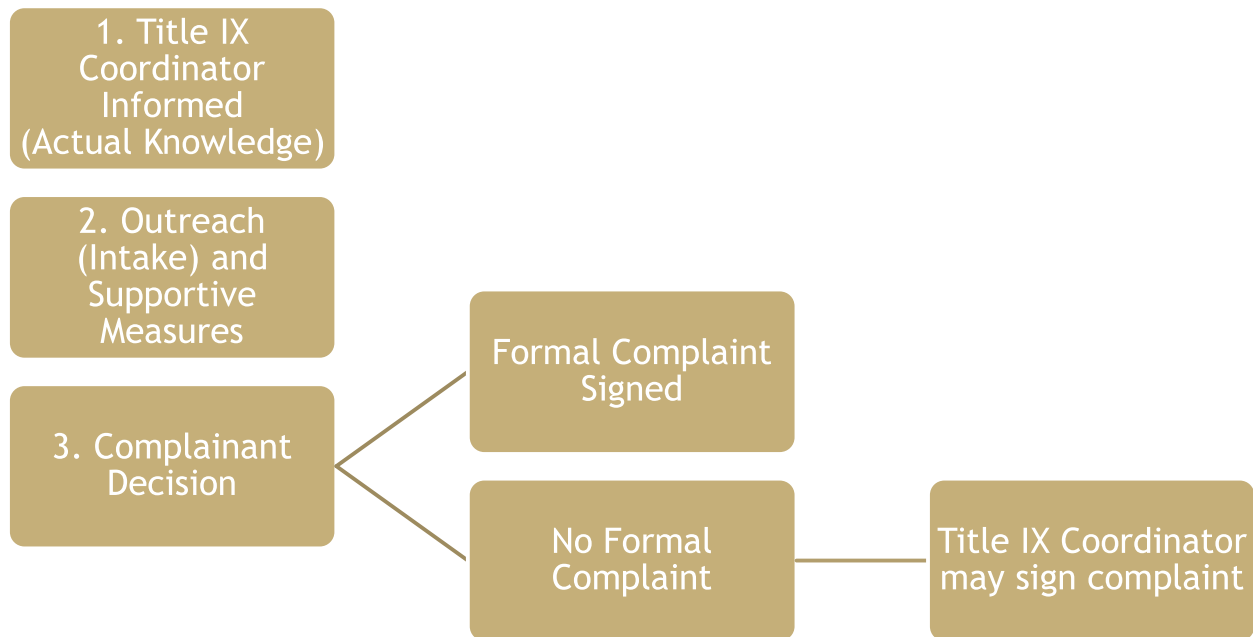 1. Title IX
Coordinator
Informed
(Actual Knowledge)
2. Outreach
(Intake) and
Supportive
Measures
3. Complainant
Decision
Formal Complaint
Signed
No Formal
Complaint
Title IX Coordinator
may sign complaint